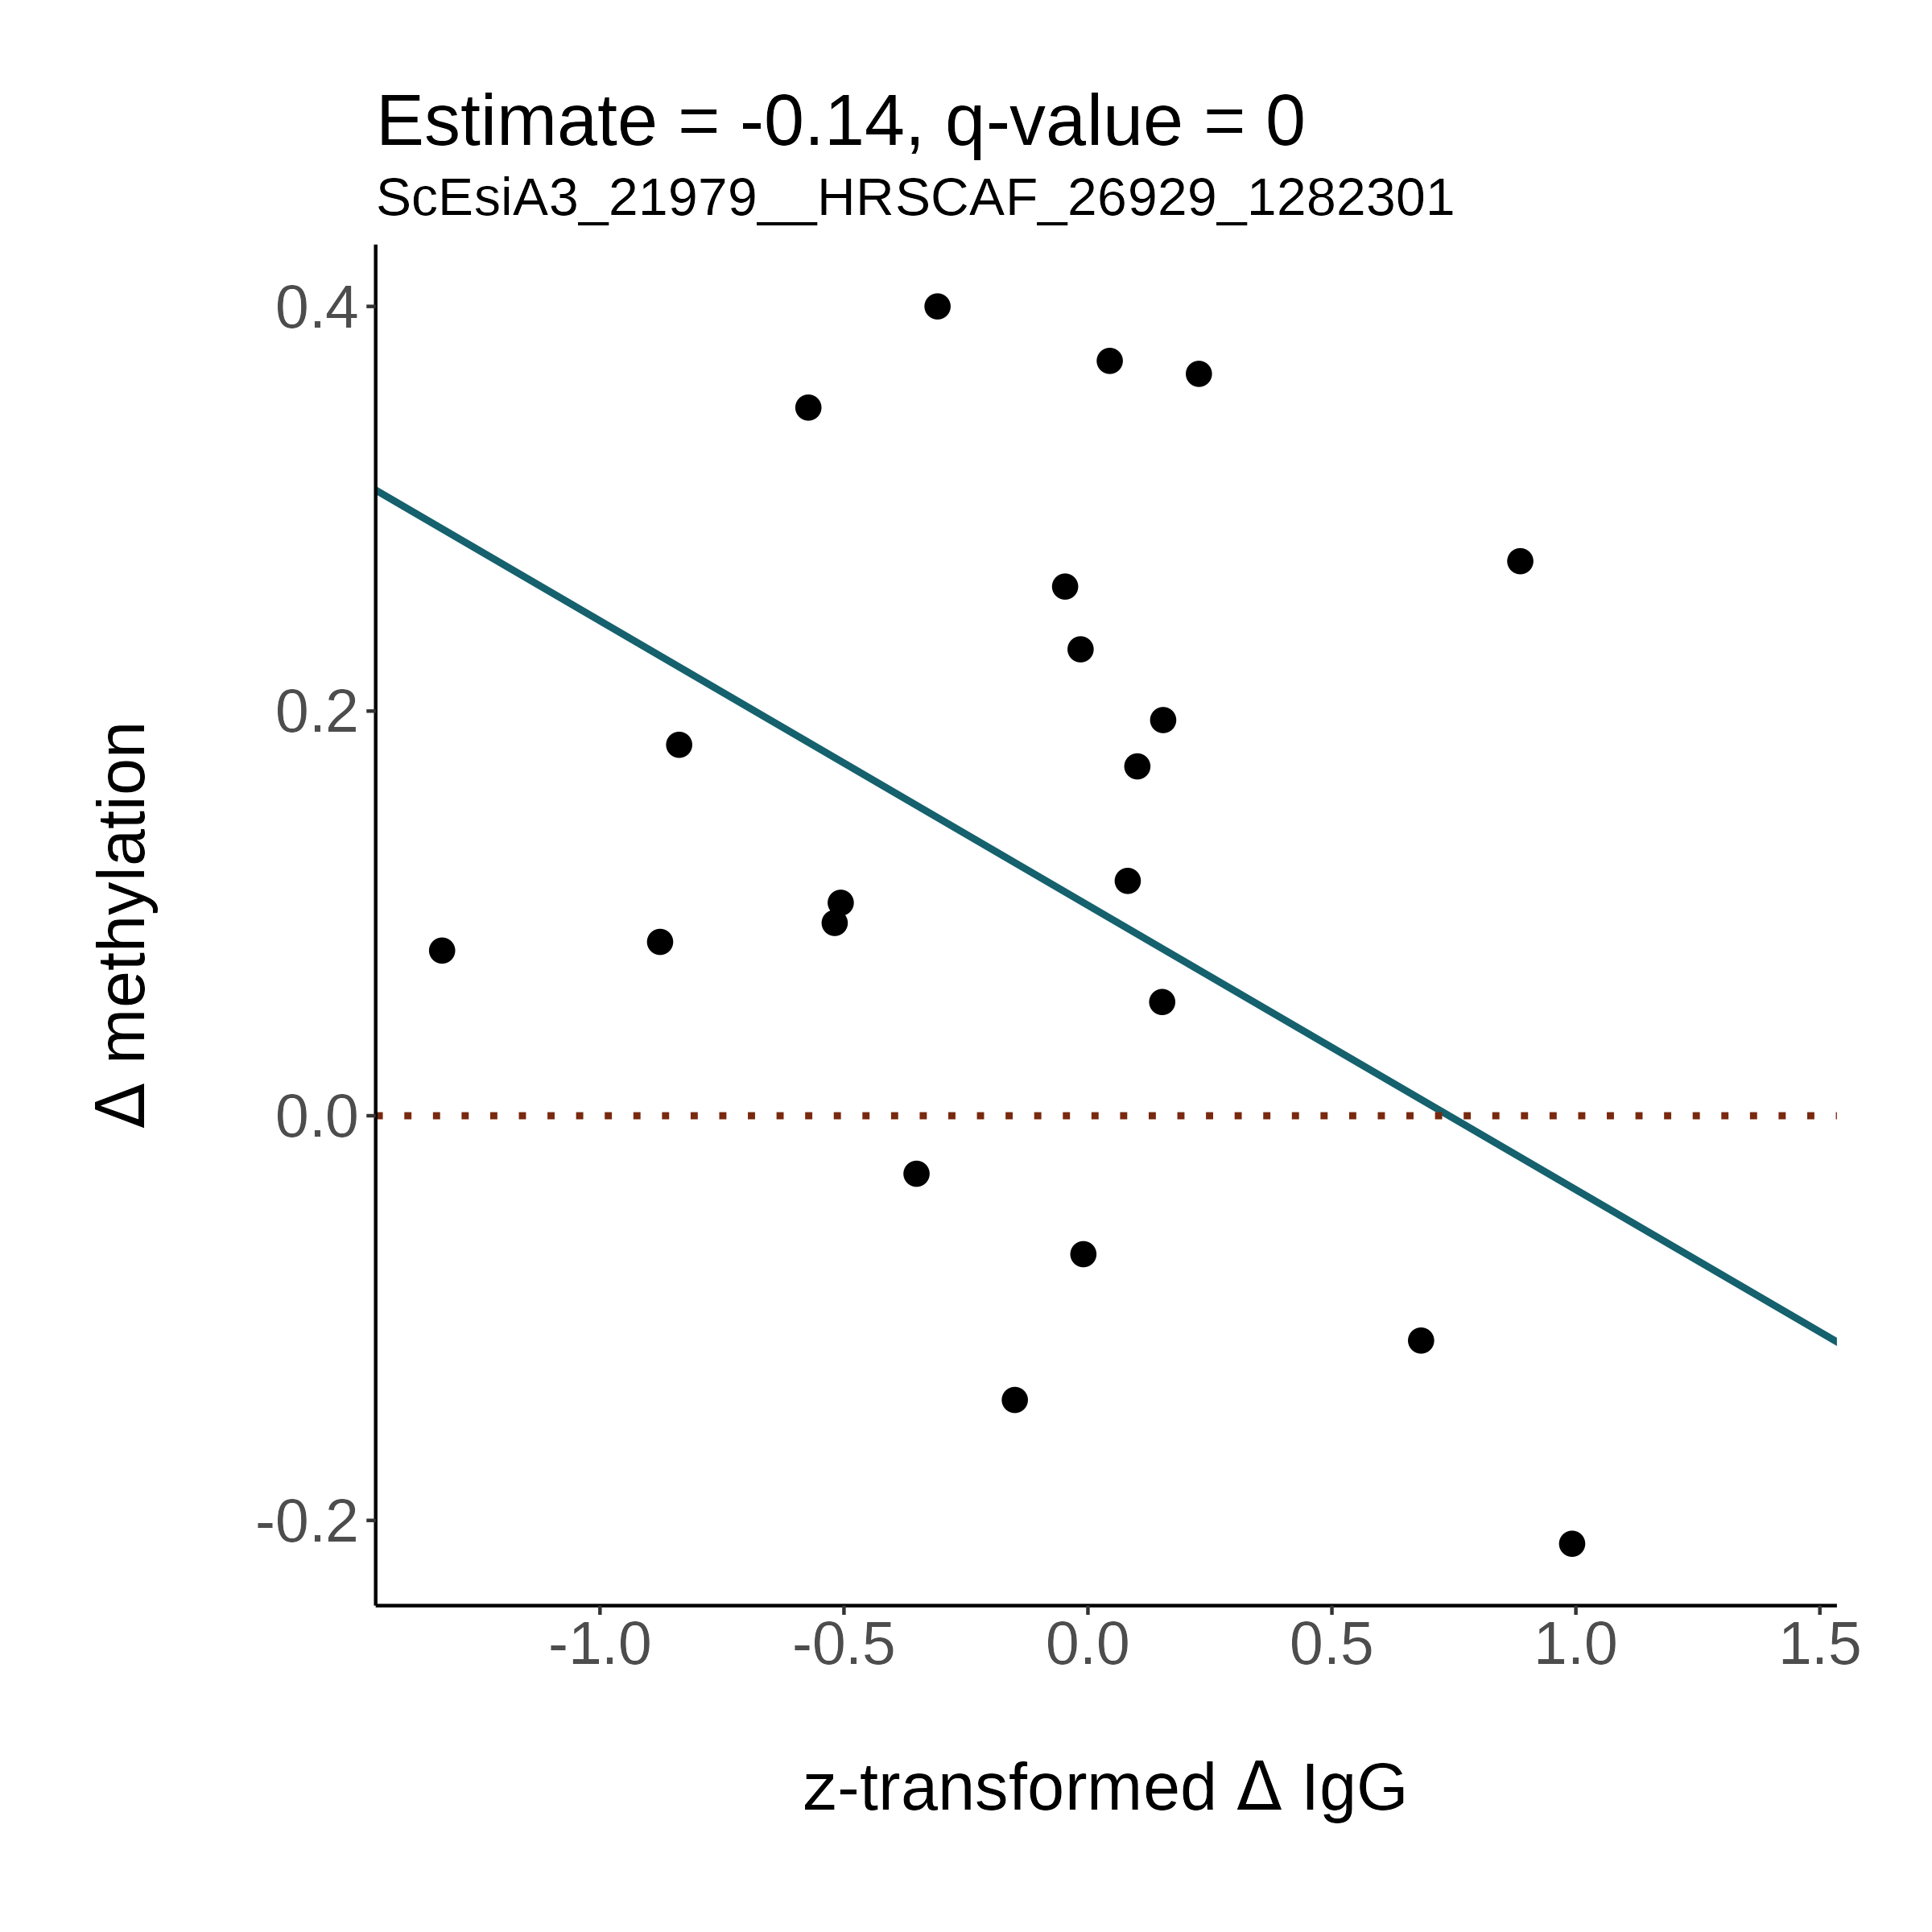 Estimate = -0.14, q-value = 0
ScEsiA3_21979__HRSCAF_26929_1282301
Δ methylation
0.4
0.2
0.0
-0.2
-1.0 -0.5 0.0 0.5 1.0 1.5
z-transformed Δ IgG